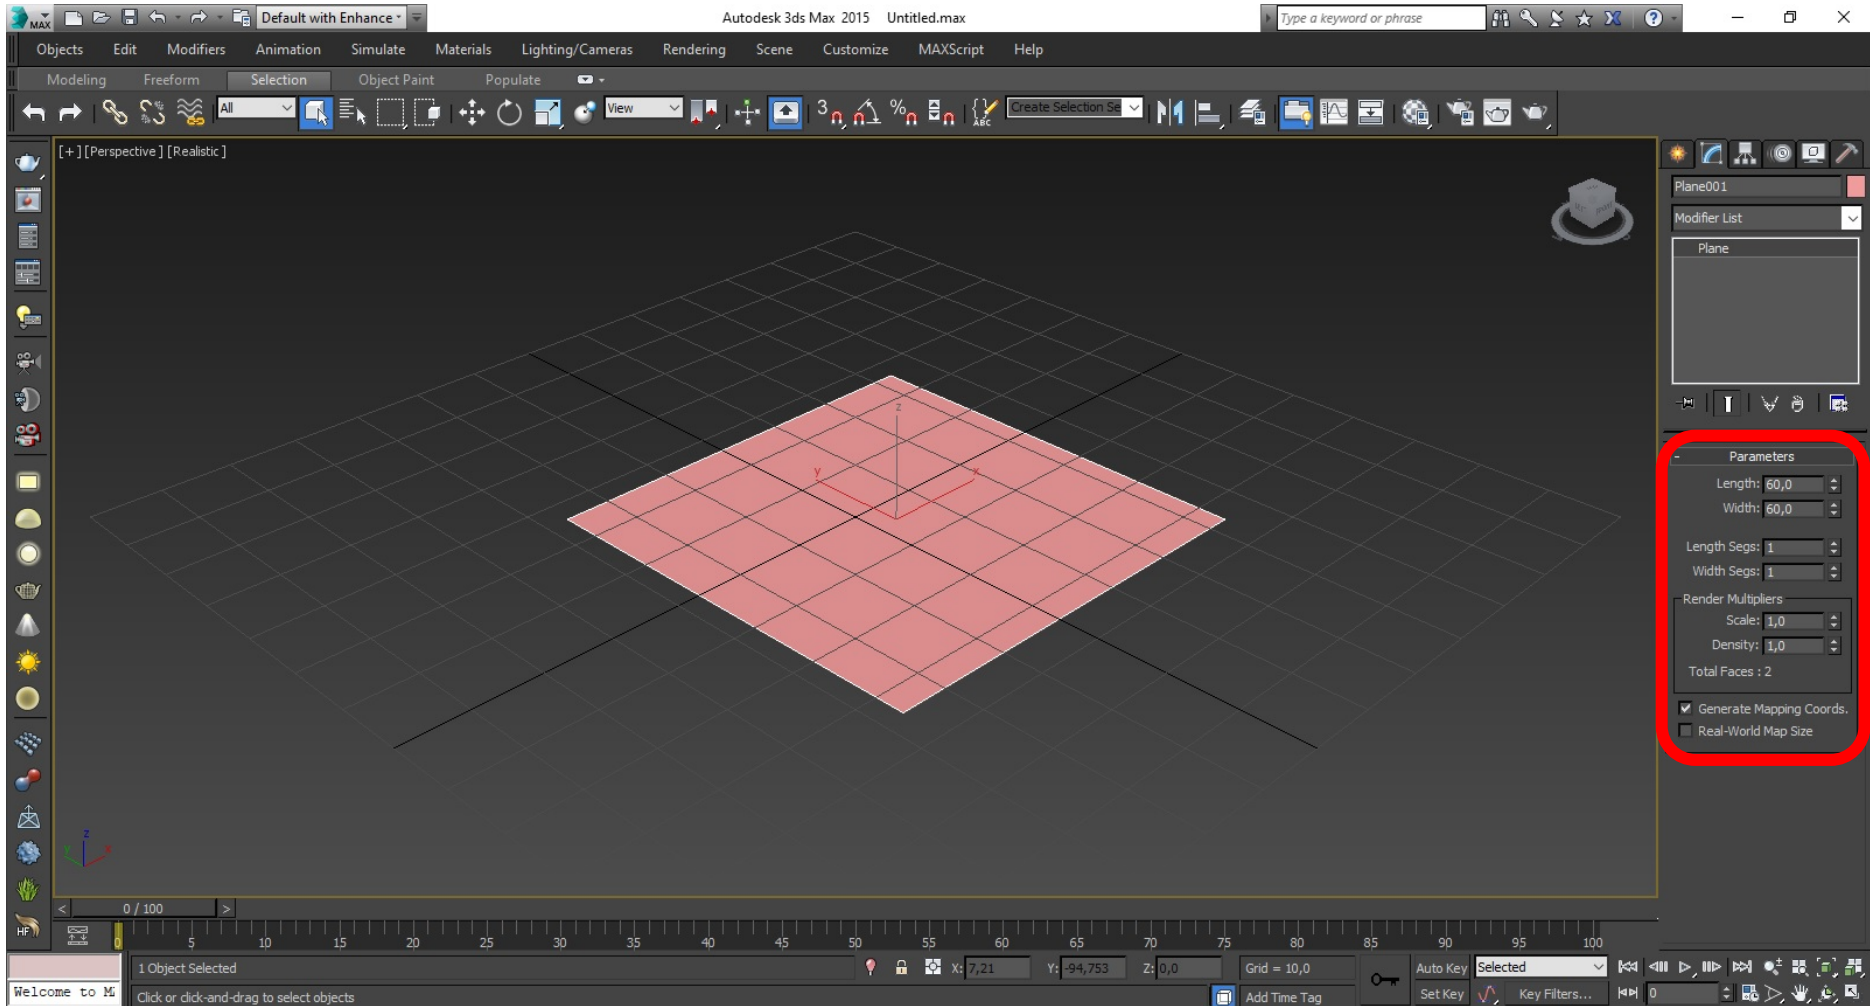 MAX Default with Enhance Autodesk 3ds Max 2015 Untitled.max Type a keyword or phrase
Objects Edit Modifiers Animation Simulate Materials Lighting/Cameras Rendering Scene Customize MAXScript Help
Modeling Freeform Selection Object Paint Populate
All View 3 % ABC Create Selection Se
[+][Perspective][Realistic]
Plane001
Modifier List
Plane
z
y x
Parameters
Length: 60,0
Width: 60,0
Length Segs: 1
Width Segs: 1
Render Multipliers
Scale: 1,0
Density: 1,0
Total Faces : 2
Generate Mapping Coords.
Real-World Map Size
z
y x
< 0 / 100 >
HF
0 5 10 15 20 25 30 35 40 45 50 55 60 65 70 75 80 85 90 95 100
1 Object Selected X: 7,21 Y: -94,753 Z: 0,0 Grid = 10,0 Auto Key Selected
Welcome to M Click or click-and-drag to select objects Add Time Tag Set Key Key Filters... 0